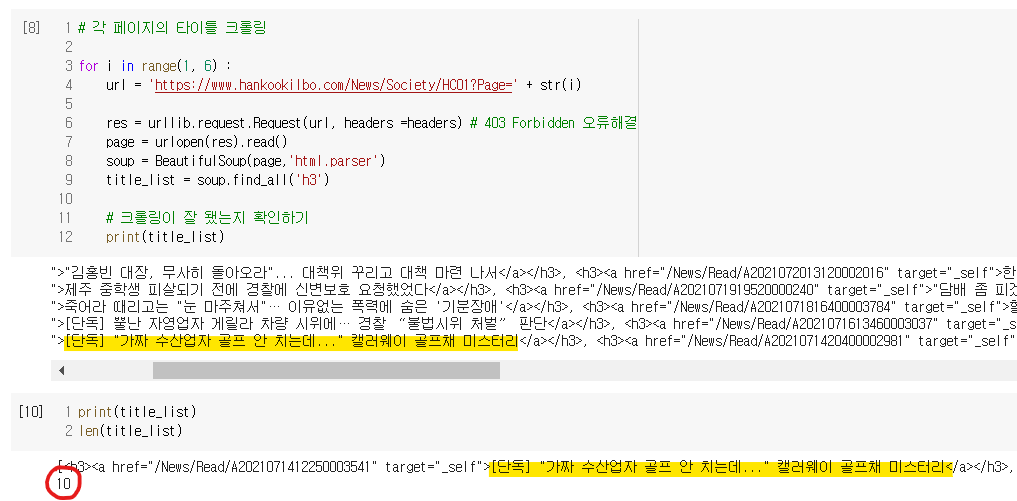 [8] 1 # 각 페이지의 타이틀 크롤링
2
3 for i in range(1, 6) :
4 url = 'https://www.hankookilbo.com/News/Society/HC01?Page=' + str(i)
5
6 res = urllib.request.Request(url, headers =headers) # 403 Forbidden 오류해결
7 page = urlopen(res).read()
8 soup = BeautifulSoup(page,'html.parser')
9 title_list = soup.find_all('h3')
10
11 # 크롤링이 잘 됐는지 확인하기
12 print(title_list)
">"김홍빈 대장, 무사히 돌아오라"... 대책위 꾸리고 대책 마련 나서</a></h3>, <h3><a href="/News/Read/A2021072013120002016" target="_self">한
">제주 중학생 피살되기 전에 경찰에 신변보호 요청했었다</a></h3>, <h3><a href="/News/Read/A2021071919520000240" target="_self">"담배 좀 피것
">죽어라 때리고는 "눈 마주쳐서"… 이유없는 폭력에 숨은 '기분장애'</a></h3>, <h3><a href="/News/Read/A2021071816400003784" target="_self">할
">[단독] 뿔난 자영업자 게릴라 차량 시위에… 경찰 “불법시위 처벌” 판단</a></h3>, <h3><a href="/News/Read/A2021071613460003037" target="_s
">[단독] "가짜 수산업자 골프 안 치는데..." 캘러웨이 골프채 미스터리</a></h3>, <h3><a href="/News/Read/A2021071420400002981" target="_self"
[10] 1 print(title_list)
2 len(title_list)
[<h3><a href="/News/Read/A2021071412250003541" target="_self">[단독] "가짜 수산업자 골프 안 치는데..." 캘러웨이 골프채 미스터리</a></h3>,
10